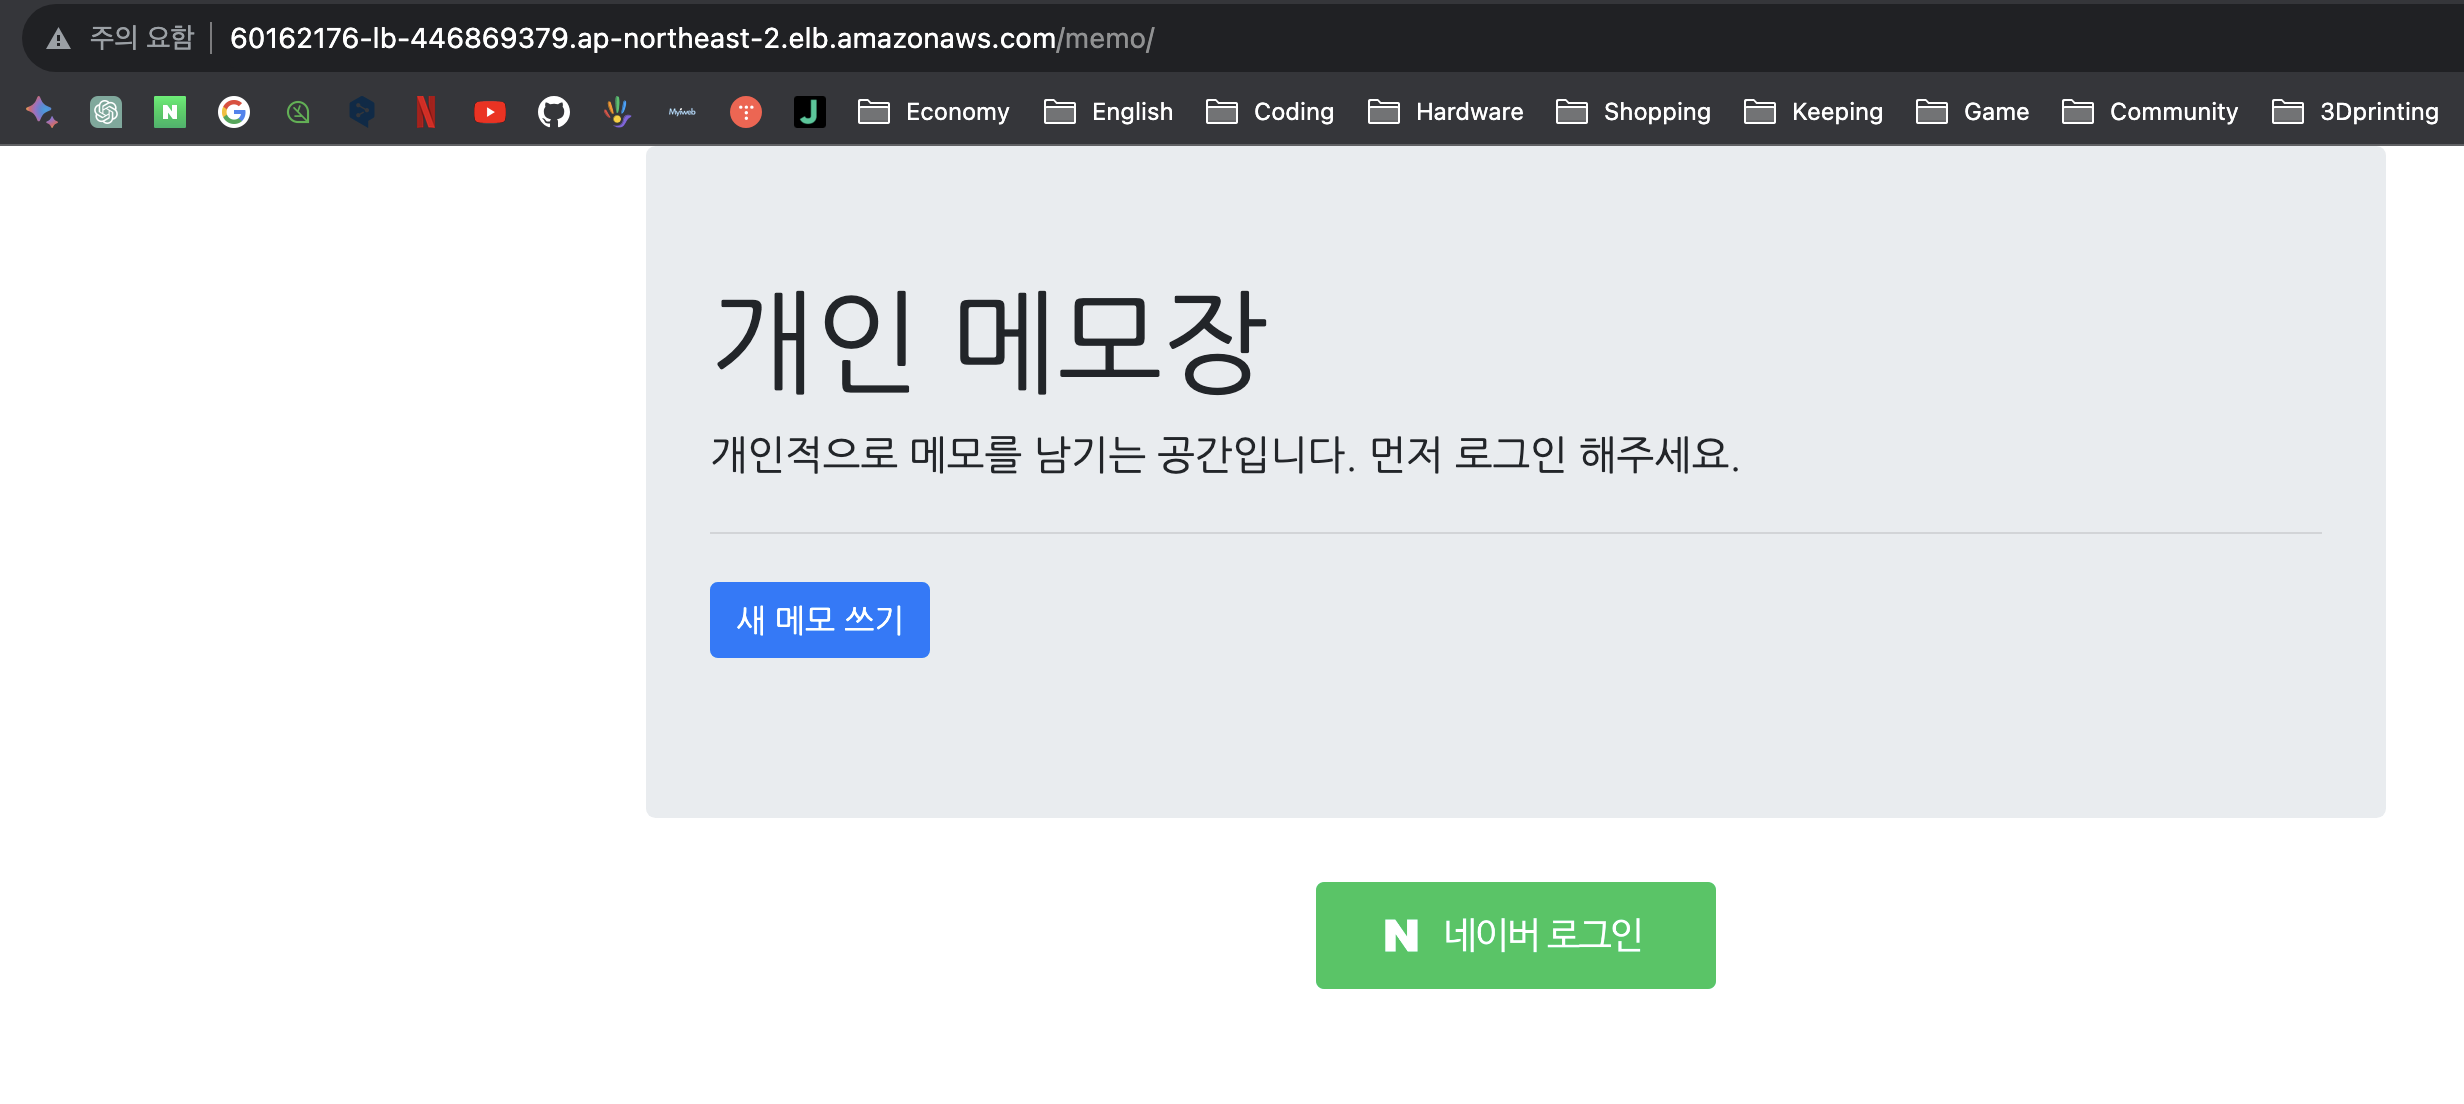 주의 요함 60162176-lb-446869379.ap-northeast-2.elb.amazonaws.com/memo/
N Myiweb J Economy English Coding Hardware Shopping Keeping Game Community 3Dprinting
개인 메모장
개인적으로 메모를 남기는 공간입니다. 먼저 로그인 해주세요.
새 메모 쓰기
N 네이버 로그인